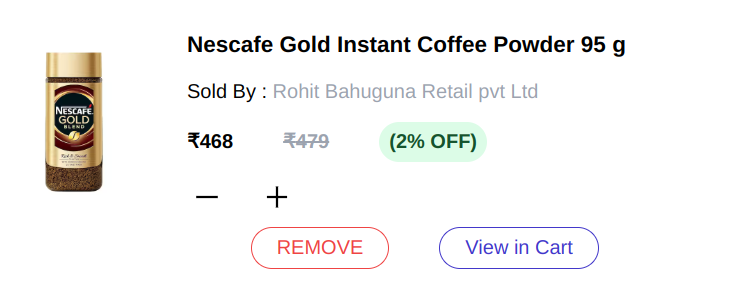 Nescafe Gold Instant Coffee Powder 95 g
Sold By : Rohit Bahuguna Retail pvt Ltd
₹468 ₹479 (2% OFF)
NESCAFÉ
GOLD
BLEND
REMOVE View in Cart